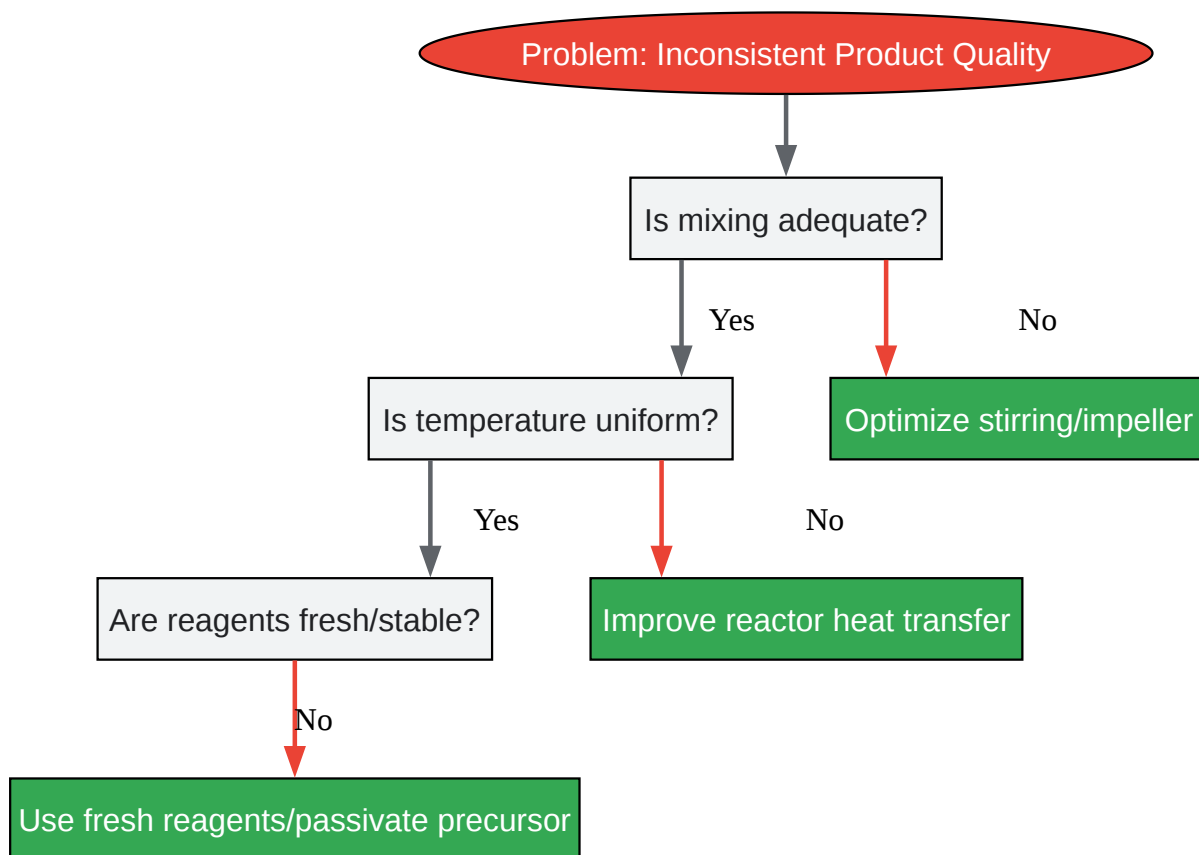 Problem: Inconsistent Product Quality
Is mixing adequate?
Yes
No
Is temperature uniform?
Optimize stirring/impeller
Yes
No
Are reagents fresh/stable?
Improve reactor heat transfer
No
Use fresh reagents/passivate precursor